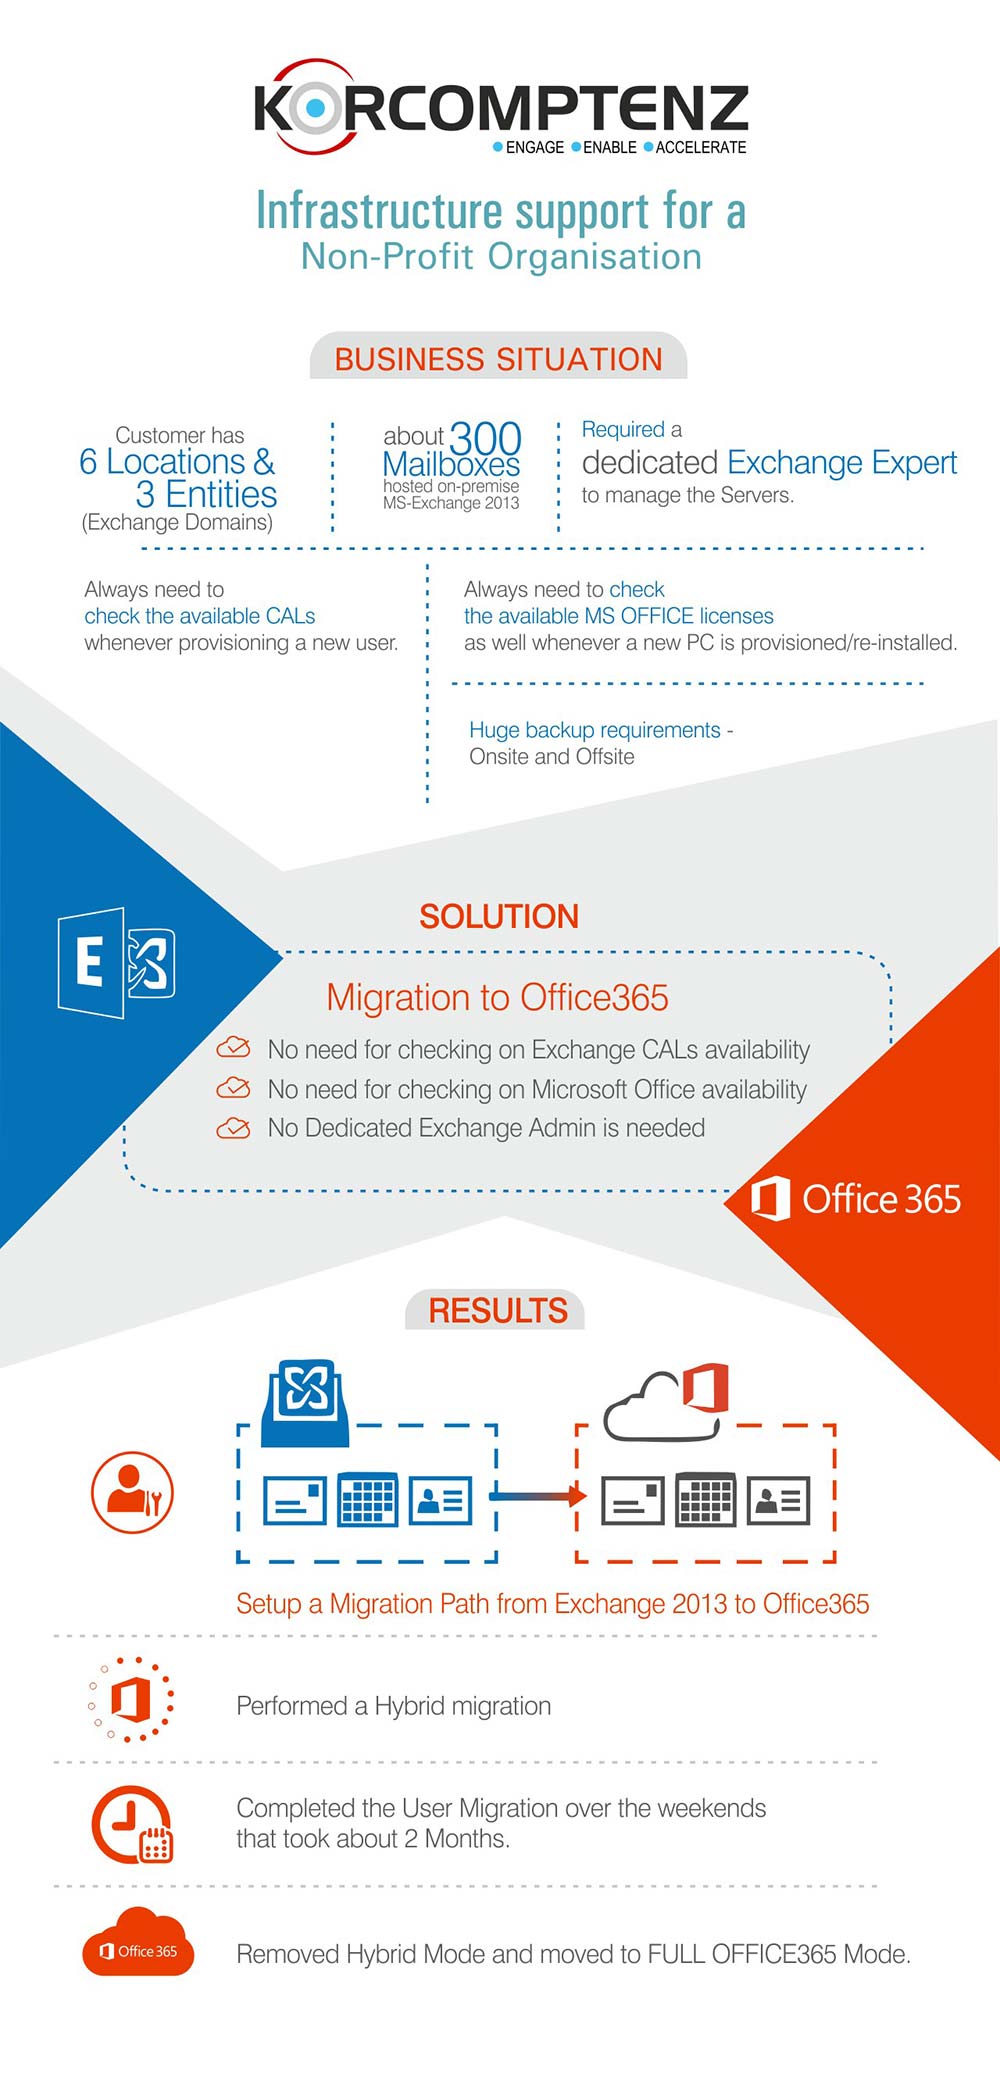 KORCOMPTENZ
ENGAGE ENABLE ACCELERATE
Infrastructure support for a
Non-Profit Organisation
BUSINESS SITUATION
Customer has
6 Locations &
3 Entities
(Exchange Domains)
about 300
Mailboxes
hosted on-premise
MS-Exchange 2013
Required a
dedicated Exchange Expert
to manage the Servers.
Always need to
check the available CALs
whenever provisioning a new user.
Always need to check
the available MS OFFICE licenses
as well whenever a new PC is provisioned/re-installed.
Huge backup requirements -
Onsite and Offsite
SOLUTION
E
Migration to Office365
No need for checking on Exchange CALs availability
No need for checking on Microsoft Office availability
No Dedicated Exchange Admin is needed
Office 365
RESULTS
Setup a Migration Path from Exchange 2013 to Office365
Performed a Hybrid migration
Completed the User Migration over the weekends
that took about 2 Months.
Office 365
Removed Hybrid Mode and moved to FULL OFFICE365 Mode.